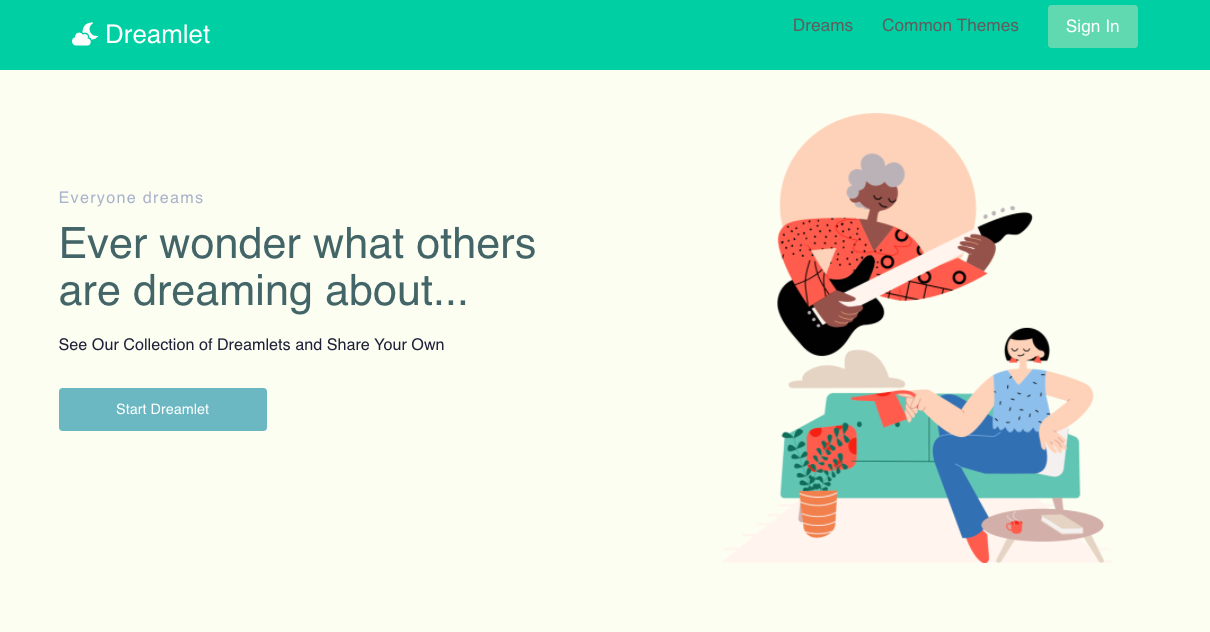 Dreamlet
Dreams
Common Themes
Sign In
Everyone dreams
Ever wonder what others
are dreaming about...
See Our Collection of Dreamlets and Share Your Own
Start Dreamlet